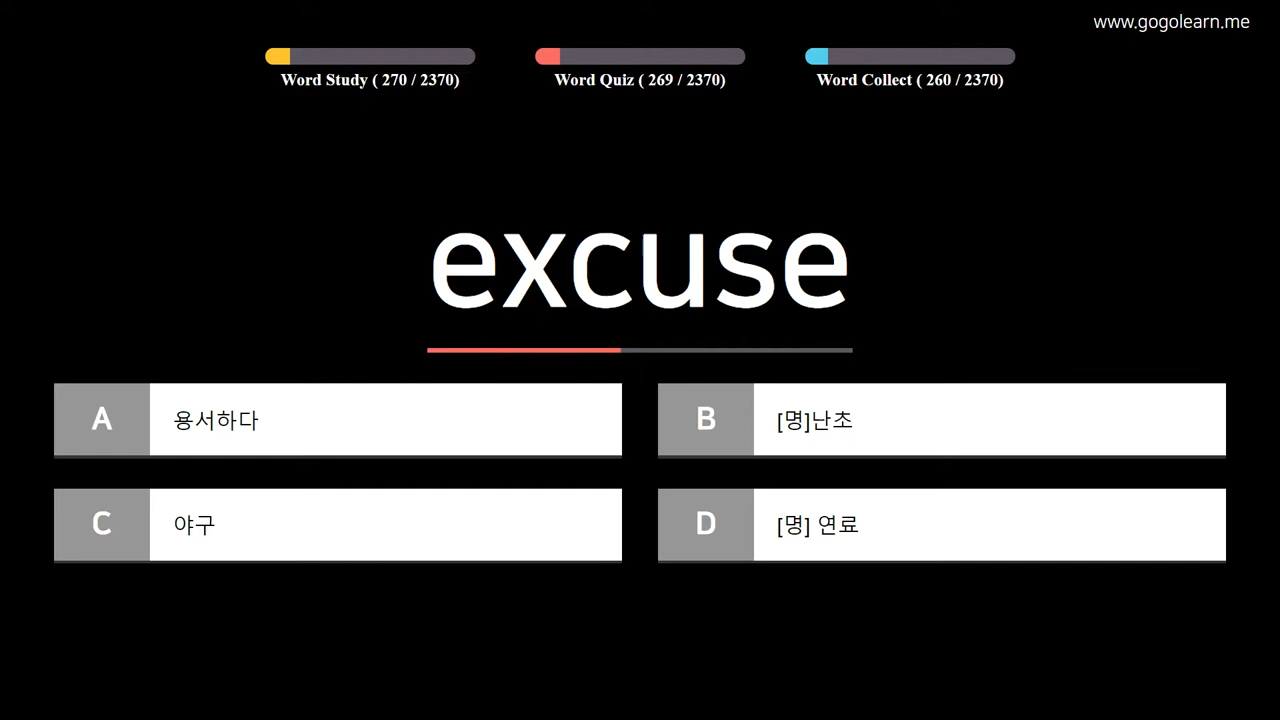 www.gogolearn.me
Word Study ( 270 / 2370)
Word Quiz ( 269 / 2370)
Word Collect ( 260 / 2370)
excuse
A 용서하다
B [명]난초
C 야구
D [명] 연료